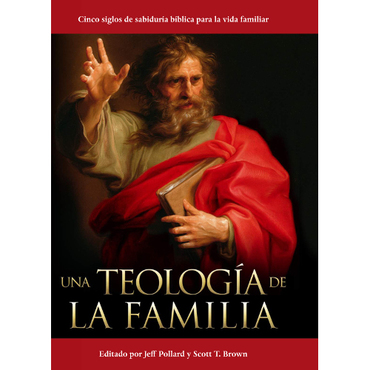 Cinco siglos de sabiduría bíblica para la vida familiar
UNA TEOLOGÍA DE
LA FAMILIA
Editado por Jeff Pollard y Scott T. Brown